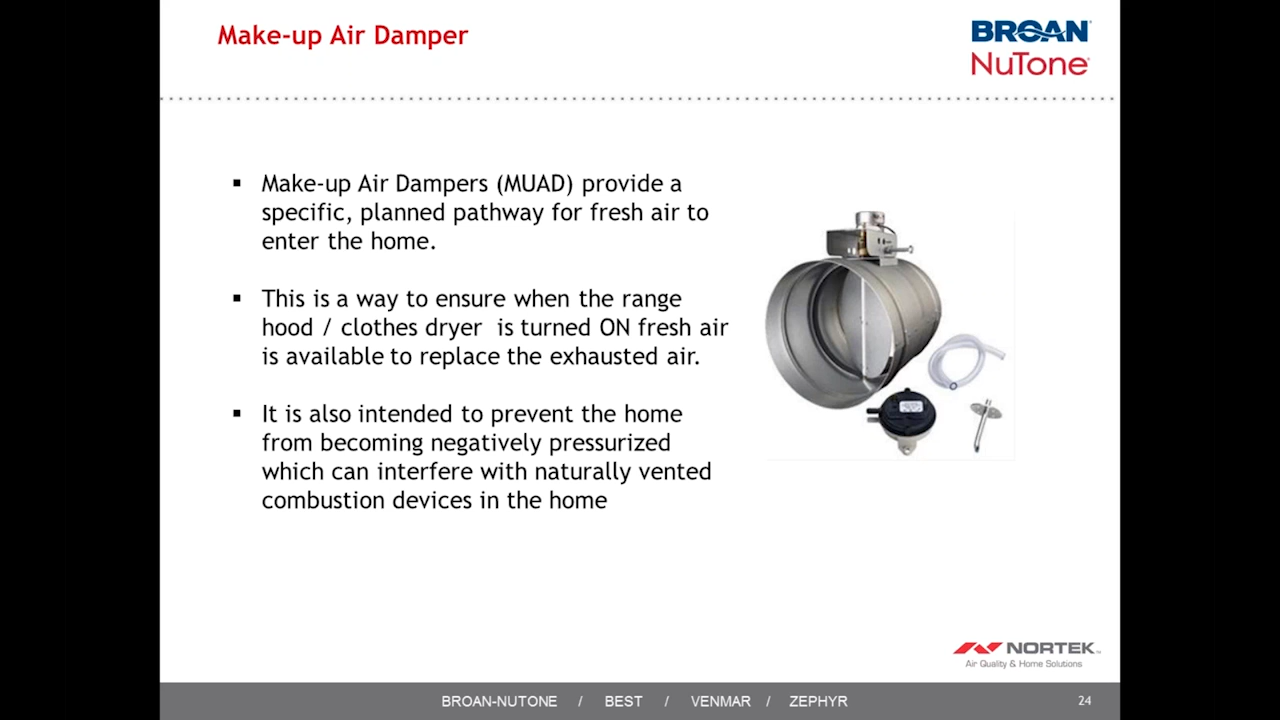 Make-up Air Damper
BROAN
NuTone
▪ Make-up Air Dampers (MUAD) provide a
specific, planned pathway for fresh air to
enter the home.
▪ This is a way to ensure when the range
hood / clothes dryer  is turned ON fresh air
is available to replace the exhausted air.
▪ It is also intended to prevent the home
from becoming negatively pressurized
which can interfere with naturally vented
combustion devices in the home
NORTEK
Air Quality & Home Solutions
BROAN-NUTONE / BEST / VENMAR / ZEPHYR
24